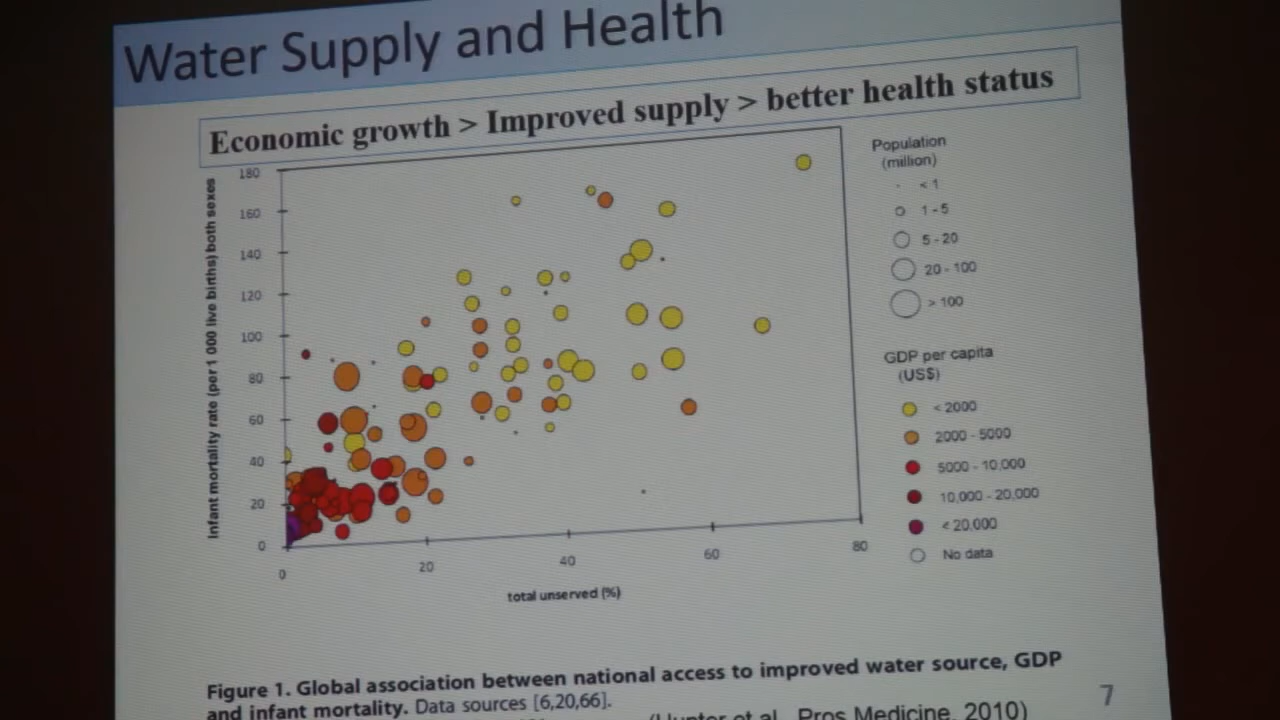 Water Supply and Health
Economic growth > Improved supply > better health status
Infant mortality rate (per 1 000 live births) both sexes
180
160
140
120
100
80
60
40
20
0
0
20
40
60
80
total unserved (%)
Population
(million)
< 1
1 - 5
5 - 20
20 - 100
> 100
GDP per capita
(US$)
< 2000
2000 - 5000
5000 - 10,000
10,000 - 20,000
< 20,000
No data
Figure 1. Global association between national access to improved water source, GDP
and infant mortality. Data sources [6,20,66].
(Hunter et al., Pros Medicine, 2010)
7